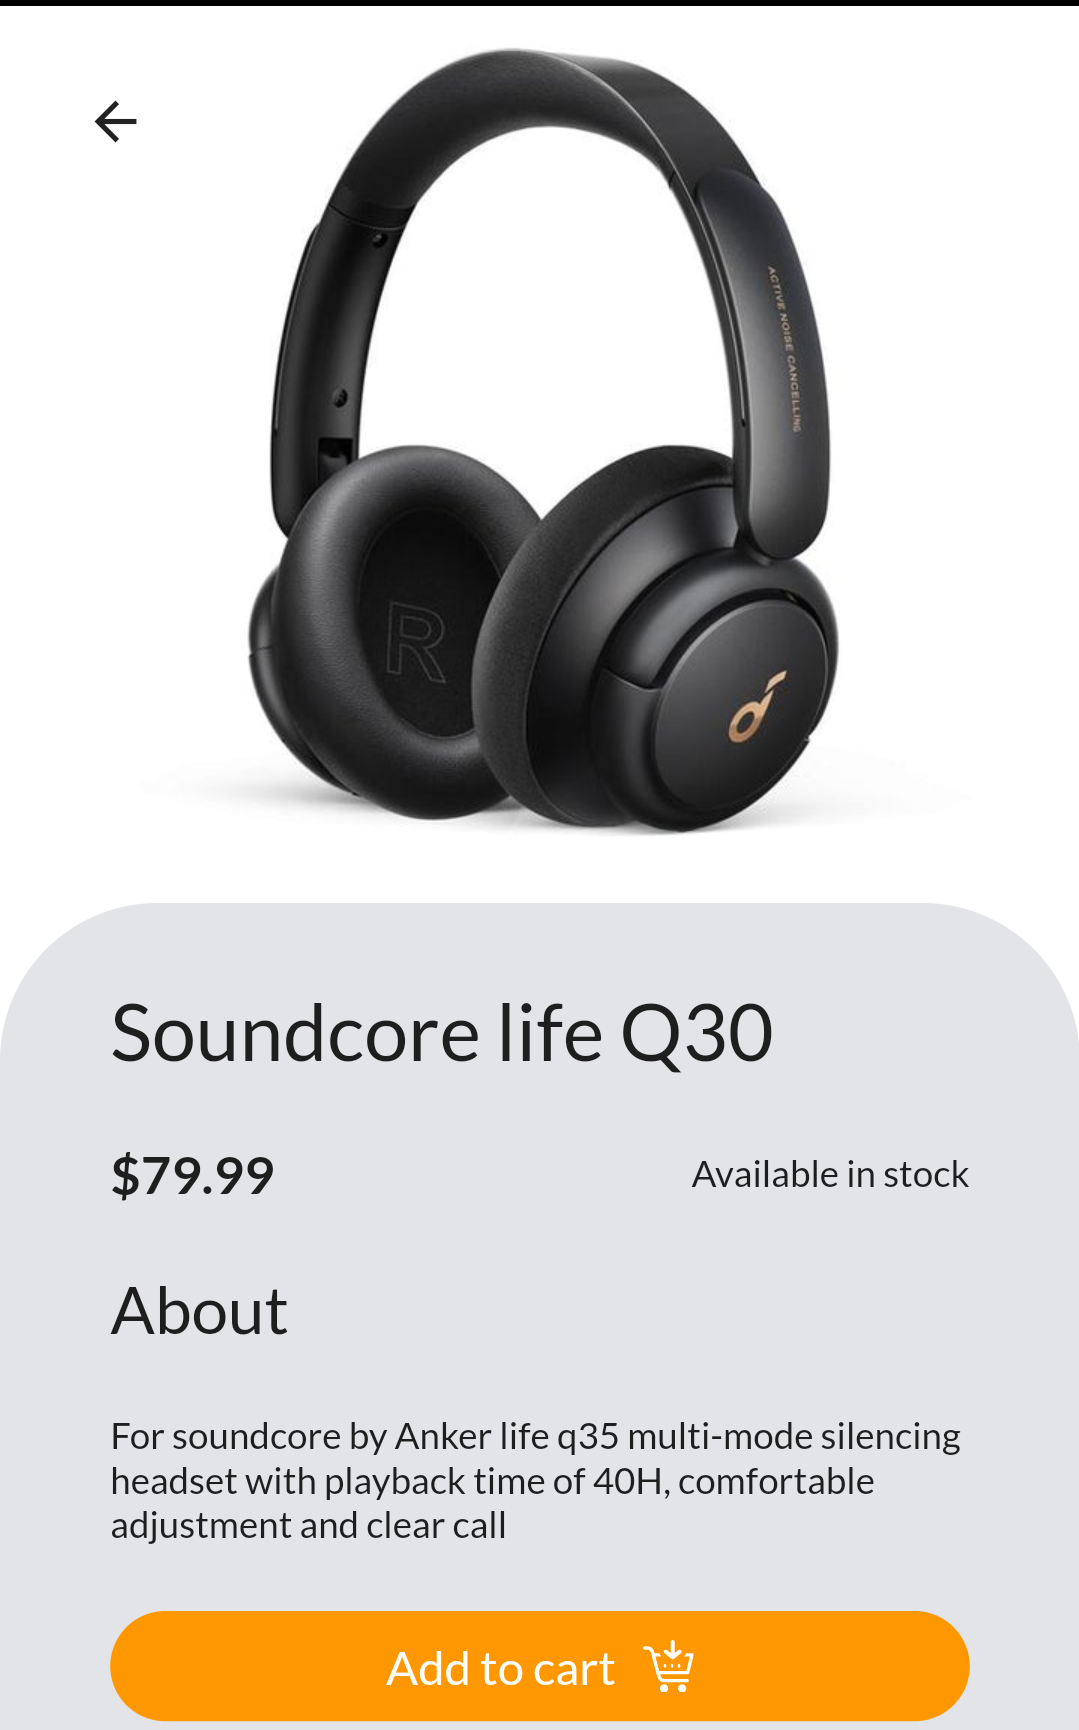 ACTIVE NOISE CANCELLING
R
Soundcore life Q30
$79.99
Available in stock
About
For soundcore by Anker life q35 multi-mode silencing
headset with playback time of 40H, comfortable
adjustment and clear call
Add to cart